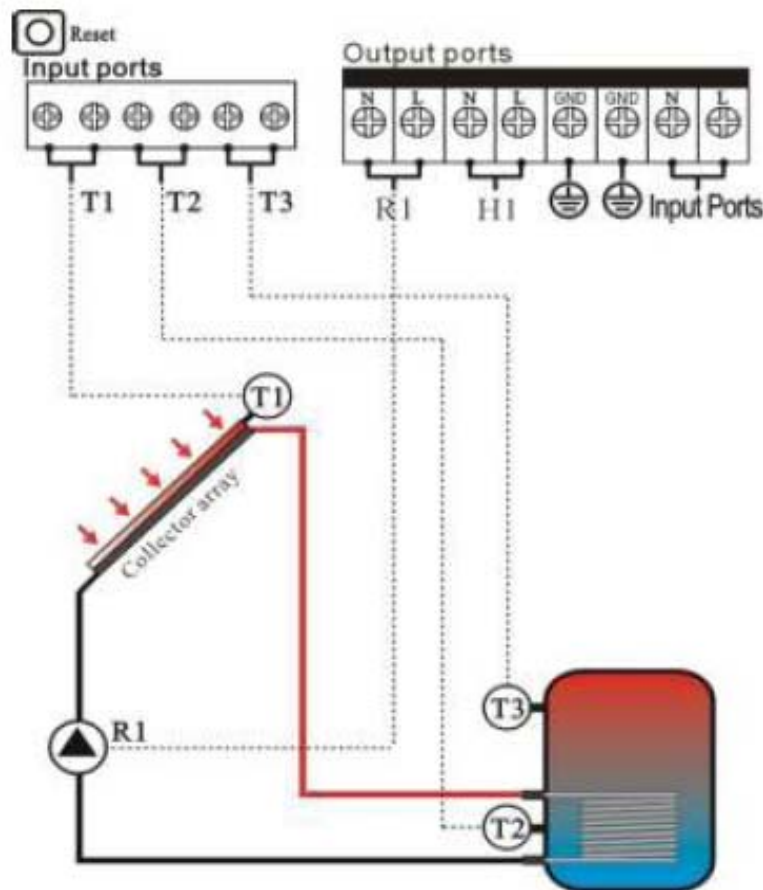 Reset
Input ports
Output ports
N L N L GND GND N L
T1 T2 T3
R1 H1 Input Ports
T1
Collector array
T3
R1
T2